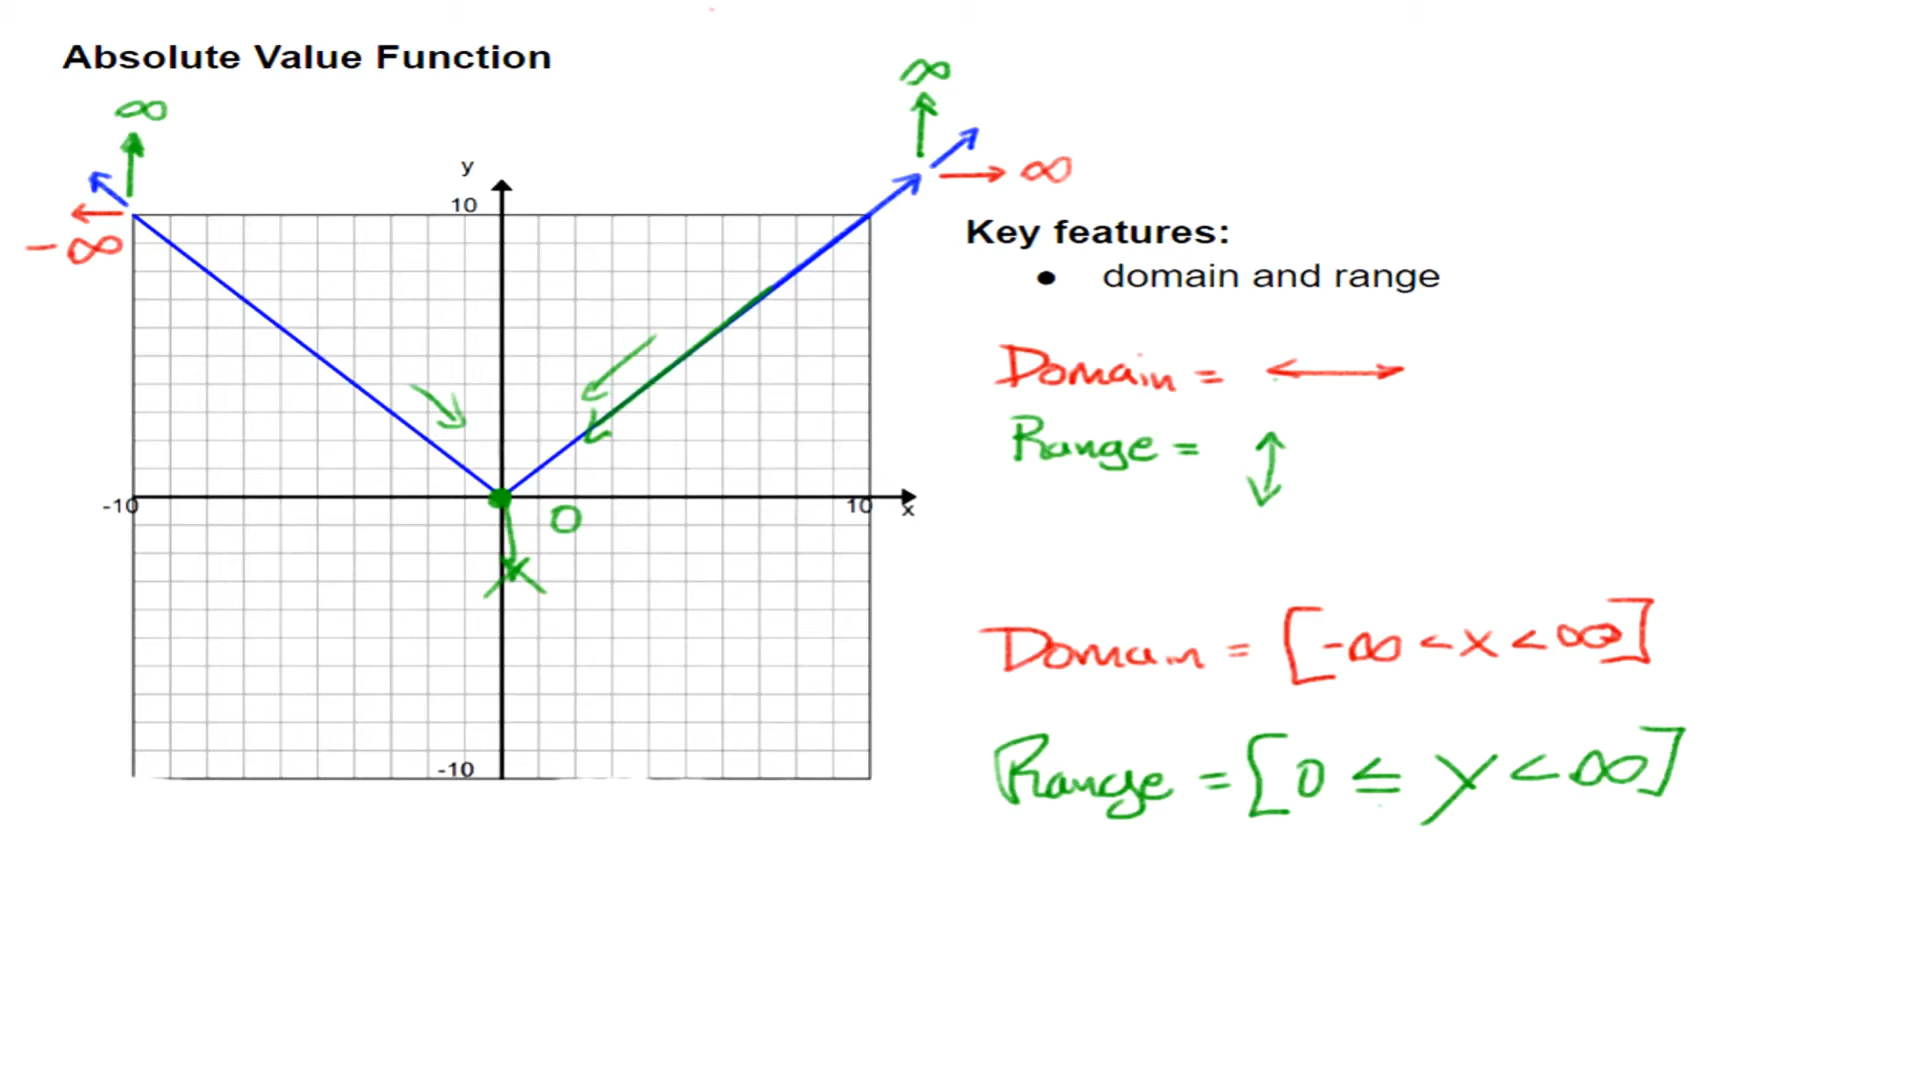 Absolute Value Function
∞
∞
y
→ ∞
10
- ∞
Key features:
● domain and range
Domain = ↔
Range = ↕
-10
10
x
0
Domain = [-∞ < x < ∞]
-10
Range = [0 ≤ y < ∞]